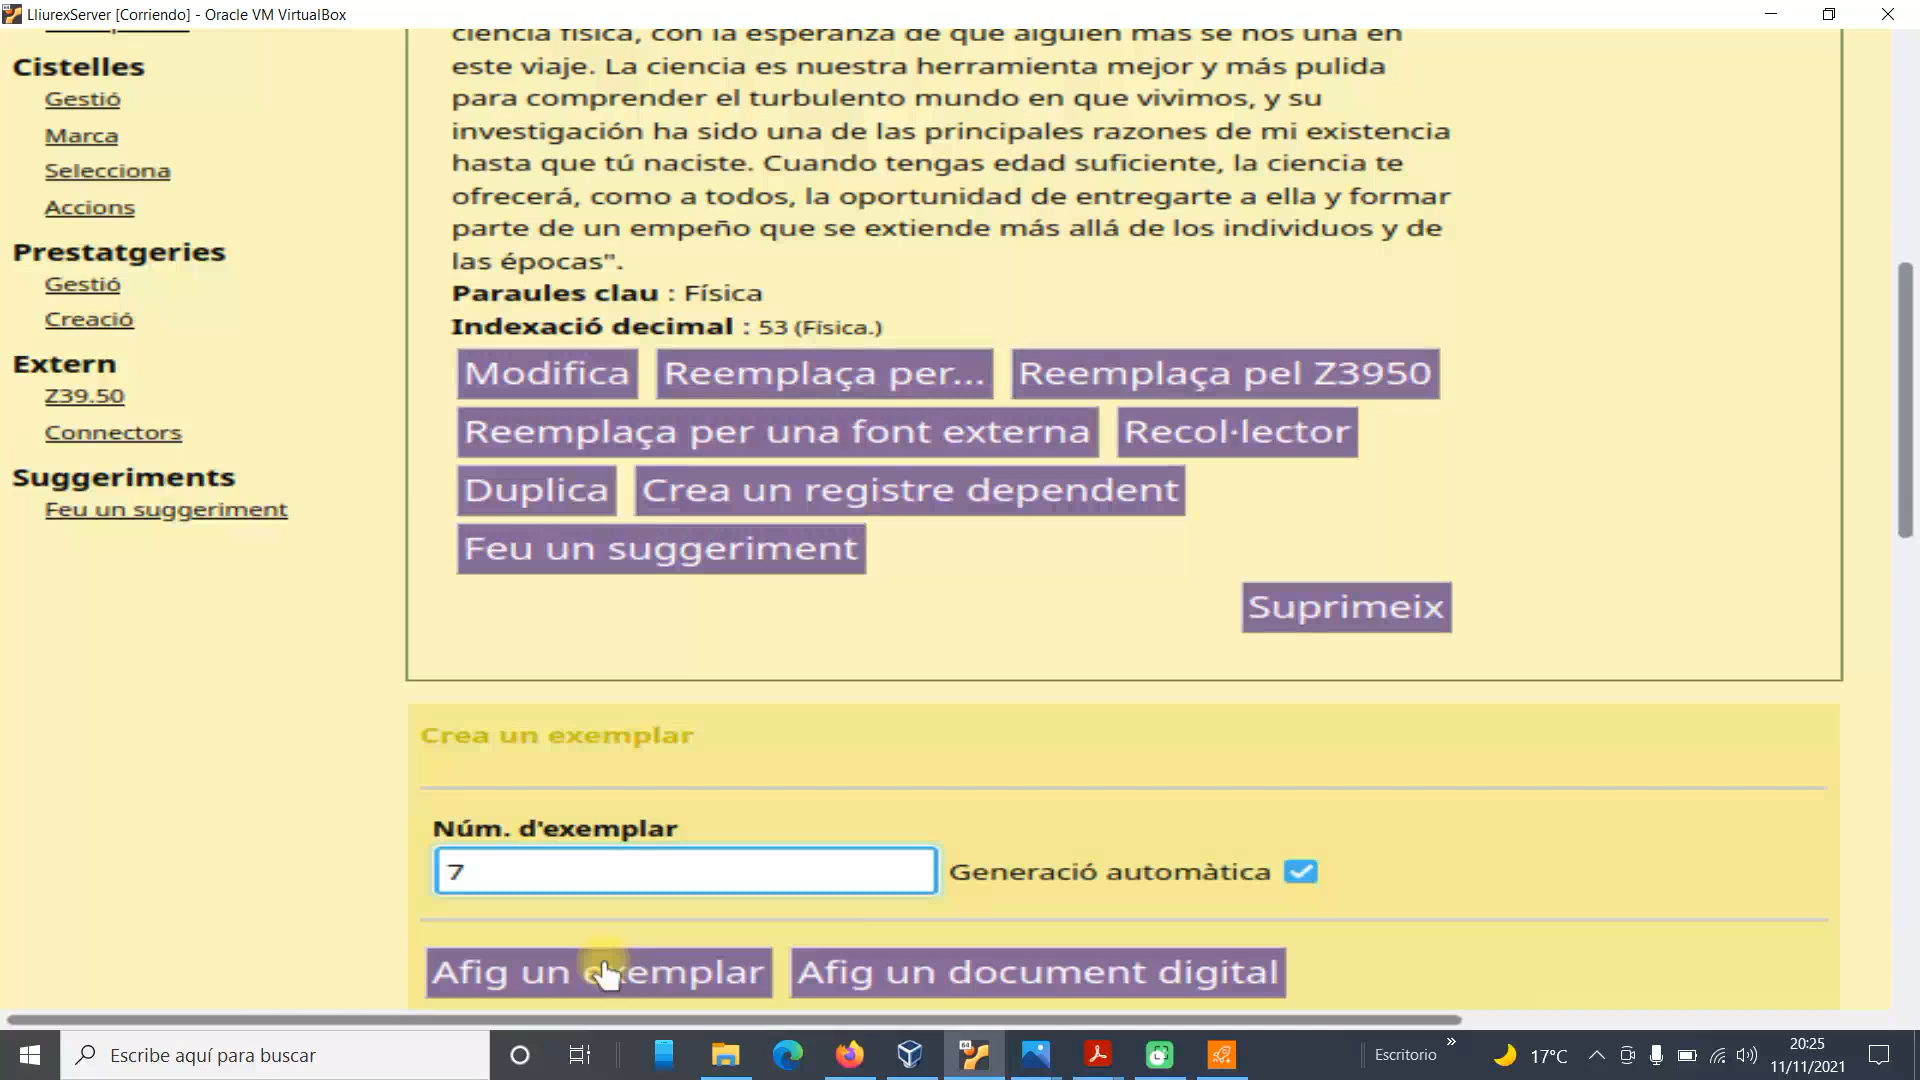 LliurexServer [Corriendo] - Oracle VM VirtualBox
Cistelles
Gestió
Marca
Selecciona
Accions
Prestatgeries
Gestió
Creació
Extern
Z39.50
Connectors
Suggeriments
Feu un suggeriment
ciencia física, con la esperanza de que alguien más se nos una en
este viaje. La ciencia es nuestra herramienta mejor y más pulida
para comprender el turbulento mundo en que vivimos, y su
investigación ha sido una de las principales razones de mi existencia
hasta que tú naciste. Cuando tengas edad suficiente, la ciencia te
ofrecerá, como a todos, la oportunidad de entregarte a ella y formar
parte de un empeño que se extiende más allá de los individuos y de
las épocas".
Paraules clau : Física
Indexació decimal : 53 (Física.)
Modifica Reemplaça per... Reemplaça pel Z3950
Reemplaça per una font externa Recol·lector
Duplica Crea un registre dependent
Feu un suggeriment
Suprimeix
Crea un exemplar
Núm. d'exemplar
7 Generació automàtica
Afig un exemplar Afig un document digital
Escribe aquí para buscar
Escritorio
17°C
20:25
11/11/2021